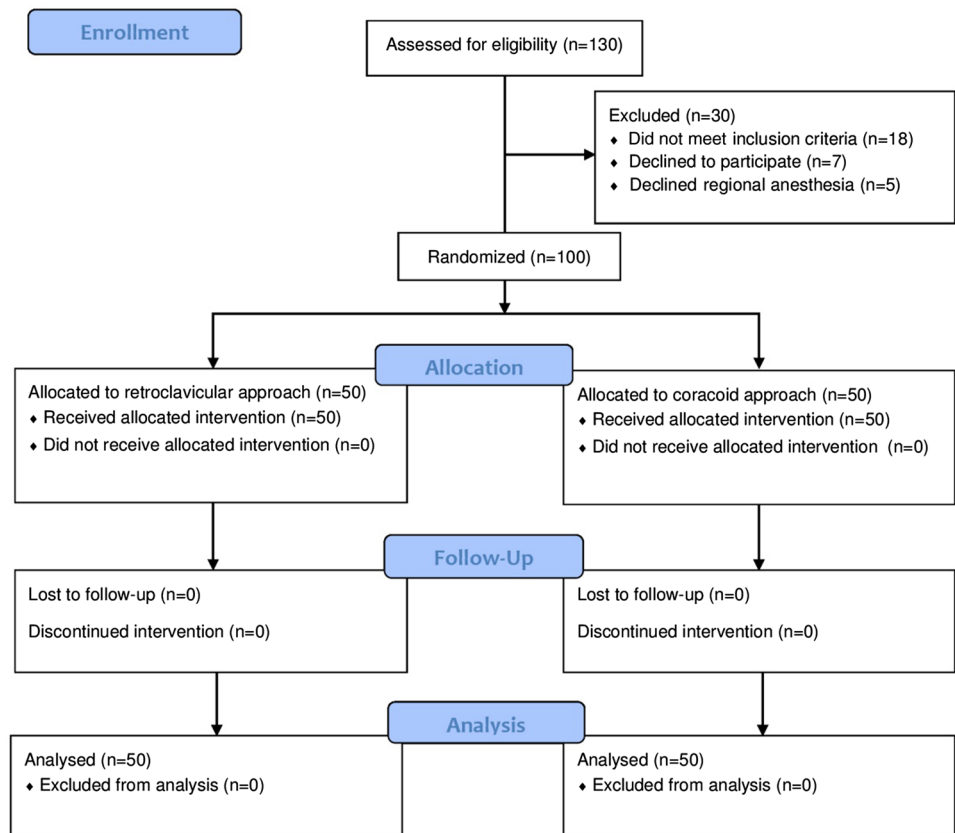 Enrollment
Assessed for eligibility (n=130)
Excluded (n=30)
♦ Did not meet inclusion criteria (n=18)
♦ Declined to participate (n=7)
♦ Declined regional anesthesia (n=5)
Randomized (n=100)
Allocation
Allocated to retroclavicular approach (n=50)
♦ Received allocated intervention (n=50)
♦ Did not receive allocated intervention (n=0)
Allocated to coracoid approach (n=50)
♦ Received allocated intervention (n=50)
♦ Did not receive allocated intervention (n=0)
Follow-Up
Lost to follow-up (n=0)
Discontinued intervention (n=0)
Lost to follow-up (n=0)
Discontinued intervention (n=0)
Analysis
Analysed (n=50)
♦ Excluded from analysis (n=0)
Analysed (n=50)
♦ Excluded from analysis (n=0)